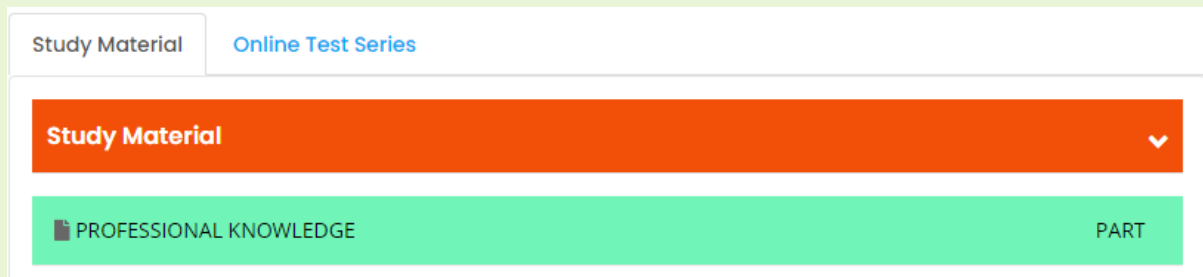 Study Material Online Test Series
Study Material
PROFESSIONAL KNOWLEDGE PART